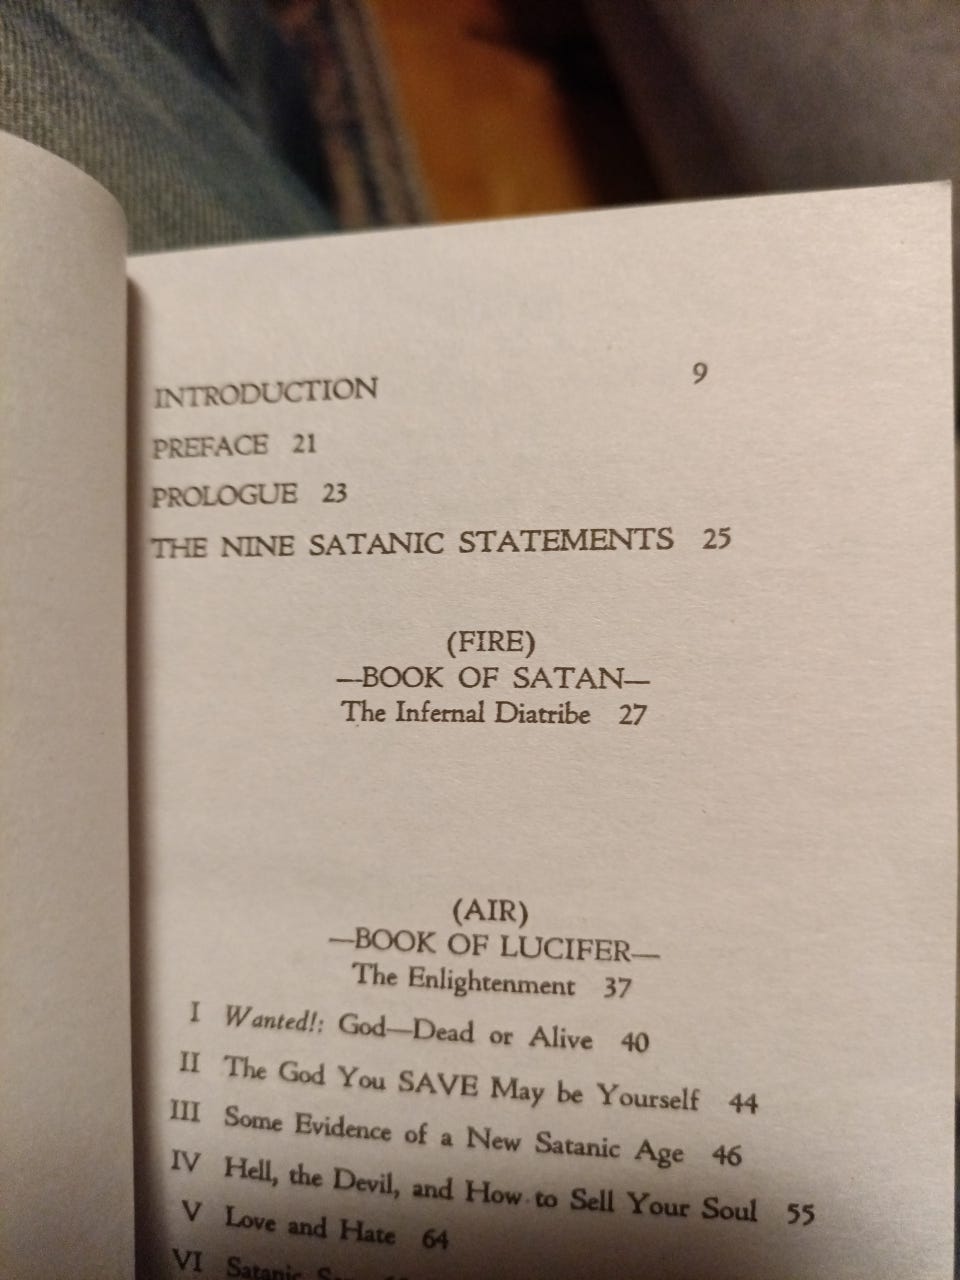 INTRODUCTION 9
PREFACE 21
PROLOGUE 23
THE NINE SATANIC STATEMENTS 25
(FIRE)
—BOOK OF SATAN—
The Infernal Diatribe 27
(AIR)
—BOOK OF LUCIFER—
The Enlightenment 37
I Wanted!: God—Dead or Alive 40
II The God You SAVE May be Yourself 44
III Some Evidence of a New Satanic Age 46
IV Hell, the Devil, and How to Sell Your Soul 55
V Love and Hate 64
VI Satanic